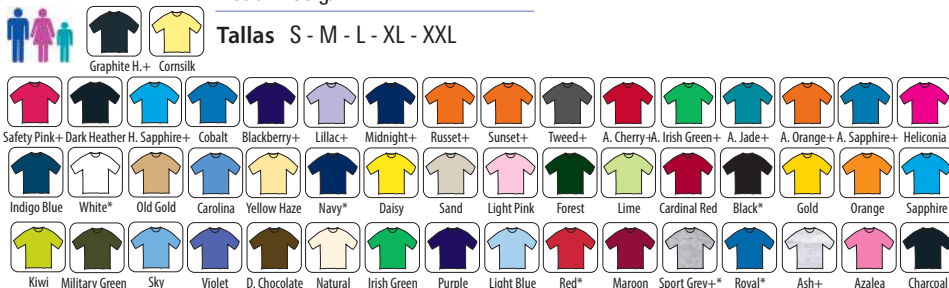 Tallas S - M - L - XL - XXL
Graphite H.+ Cornsilk
Safety Pink+ Dark Heather H. Sapphire+ Cobalt Blackberry+ Lillac+ Midnight+ Russet+ Sunset+ Tweed+ A. Cherry+ A. Irish Green+ A. Jade+ A. Orange+ A. Sapphire+ Heliconia
Indigo Blue White* Old Gold Carolina Yellow Haze Navy* Daisy Sand Light Pink Forest Lime Cardinal Red Black* Gold Orange Sapphire
Kiwi Military Green Sky Violet D. Chocolate Natural Irish Green Purple Light Blue Red* Maroon Sport Grey+* Royal* Ash+ Azalea Charcoal